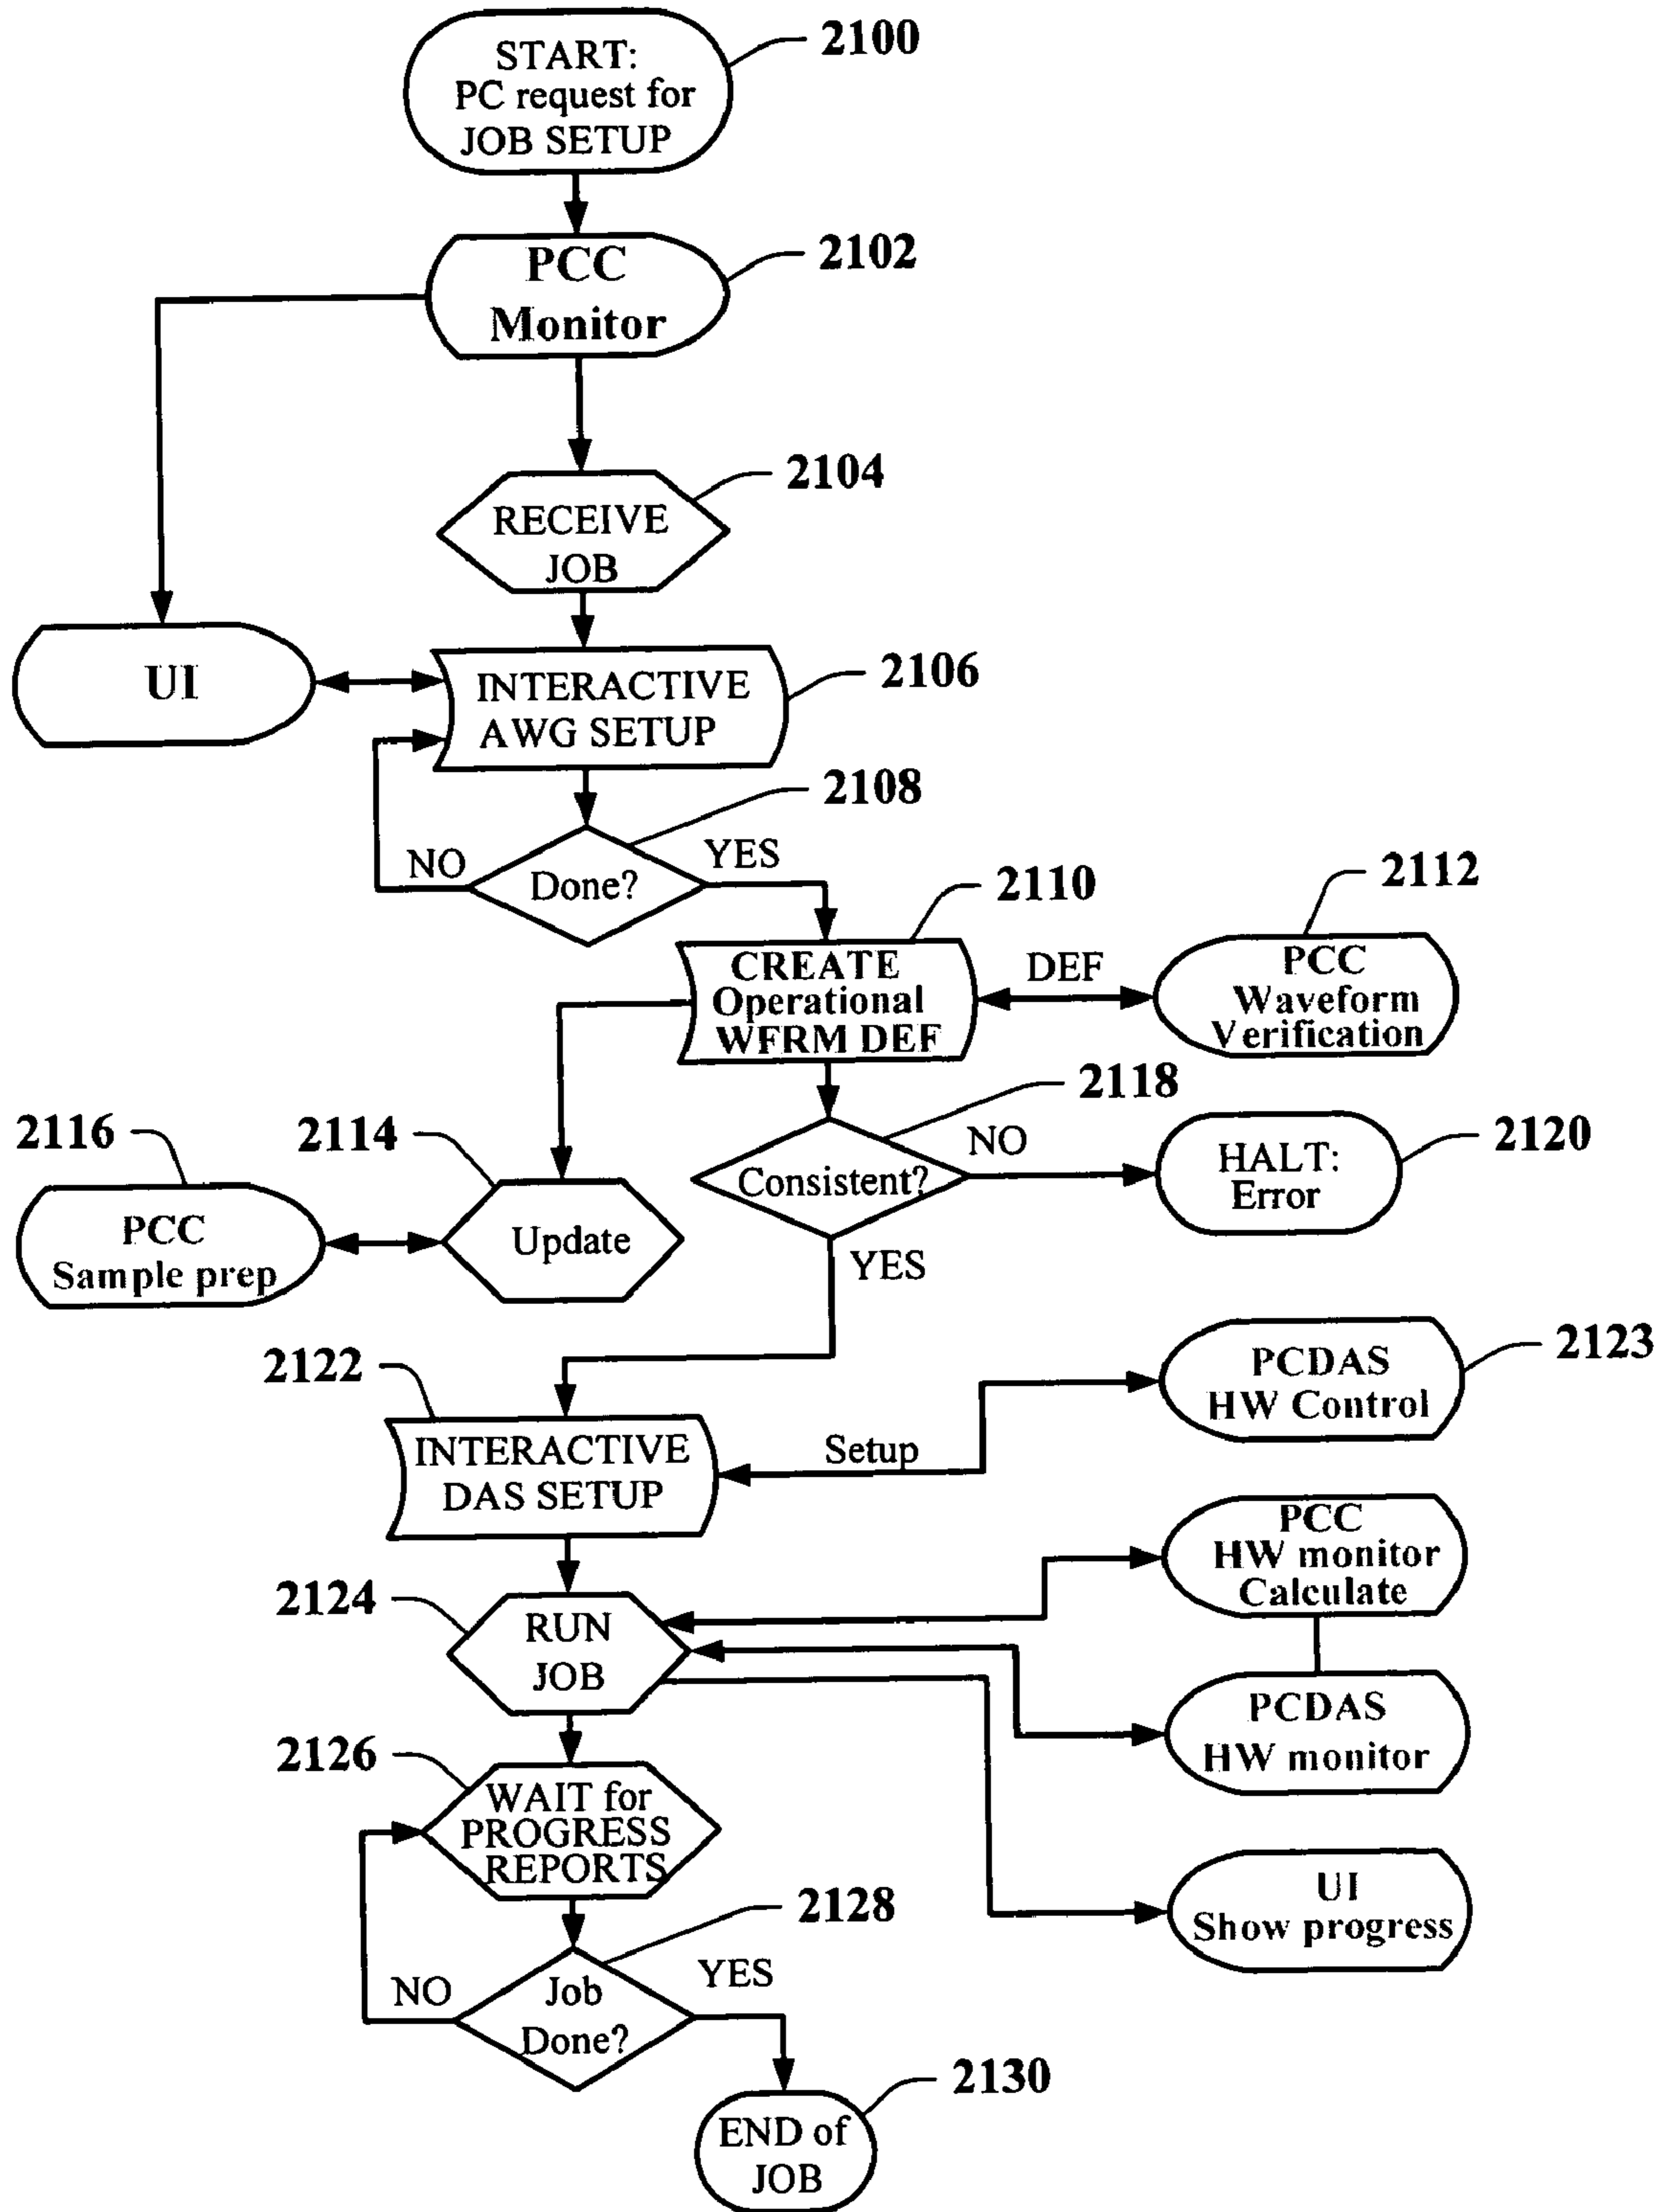 START:
PC request for
JOB SETUP
2100
PCC
Monitor
2102
RECEIVE
JOB
2104
UI
INTERACTIVE
AWG SETUP
2106
Done?
2108
NO
YES
CREATE
Operational
WFRM DEF
2110
DEF
PCC
Waveform
Verification
2112
2116
PCC
Sample prep
2114
Update
Consistent?
2118
NO
YES
HALT:
Error
2120
2122
INTERACTIVE
DAS SETUP
Setup
PCDAS
HW Control
2123
2124
RUN
JOB
PCC
HW monitor
Calculate
PCDAS
HW monitor
UI
Show progress
2126
WAIT for
PROGRESS
REPORTS
2128
Job
Done?
NO
YES
END of
JOB
2130